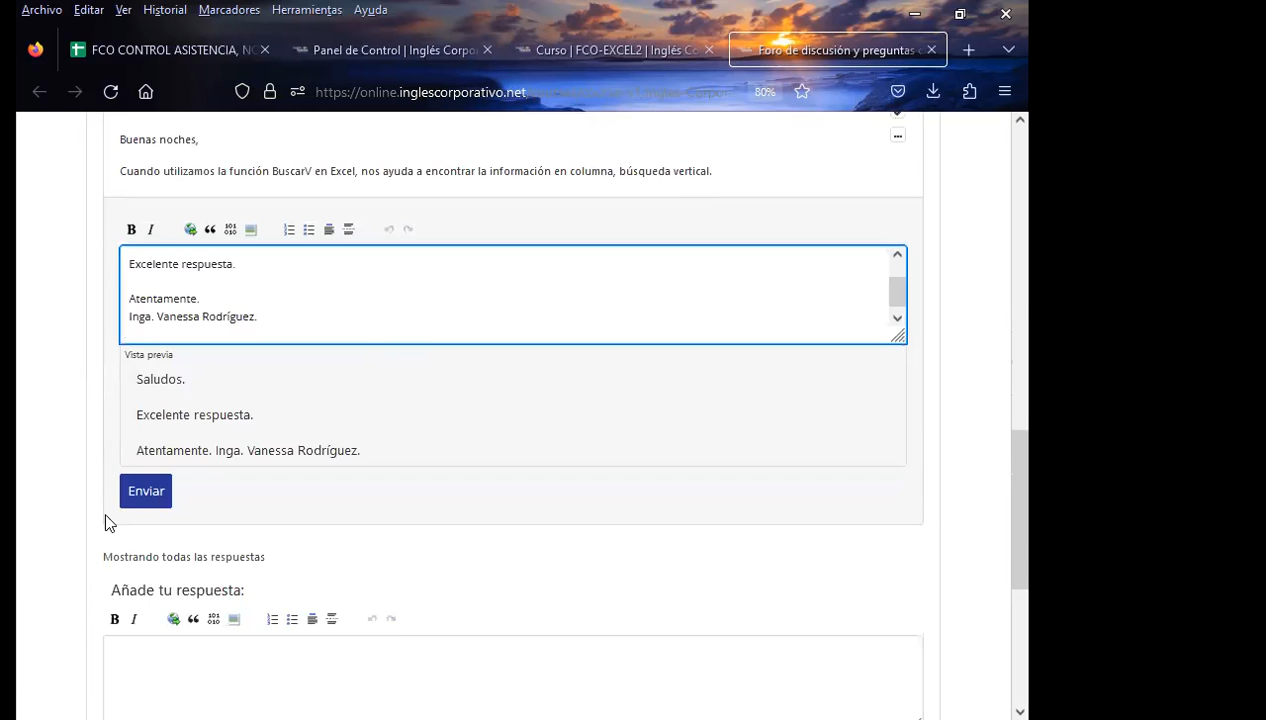 Archivo Editar Ver Historial Marcadores Herramientas Ayuda
FCO CONTROL ASISTENCIA, NO
Panel de Control | Inglés Corpo
Curso | FCO-EXCEL2 | Inglés Co
Foro de discusión y preguntas
https://online.inglescorporativo.net
80%
Buenas noches,
Cuando utilizamos la función BuscarV en Excel, nos ayuda a encontrar la información en columna, búsqueda vertical.
B I
Excelente respuesta.
Atentamente.
Inga. Vanessa Rodríguez.
Vista previa
Saludos.
Excelente respuesta.
Atentamente. Inga. Vanessa Rodríguez.
Enviar
Mostrando todas las respuestas
Añade tu respuesta:
B I